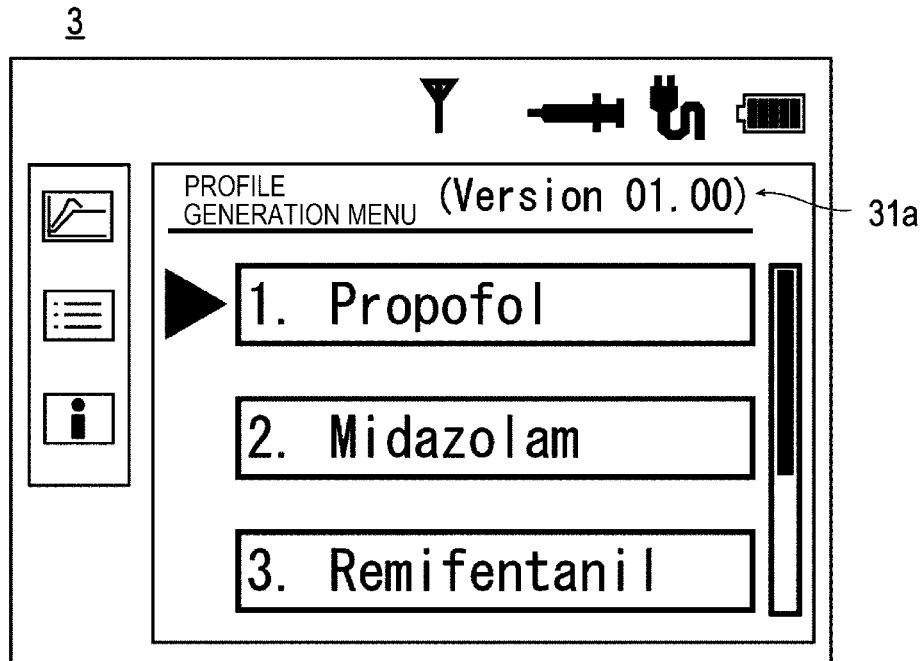 3
PROFILE
GENERATION MENU (Version 01.00)
31a
1. Propofol
2. Midazolam
3. Remifentanil